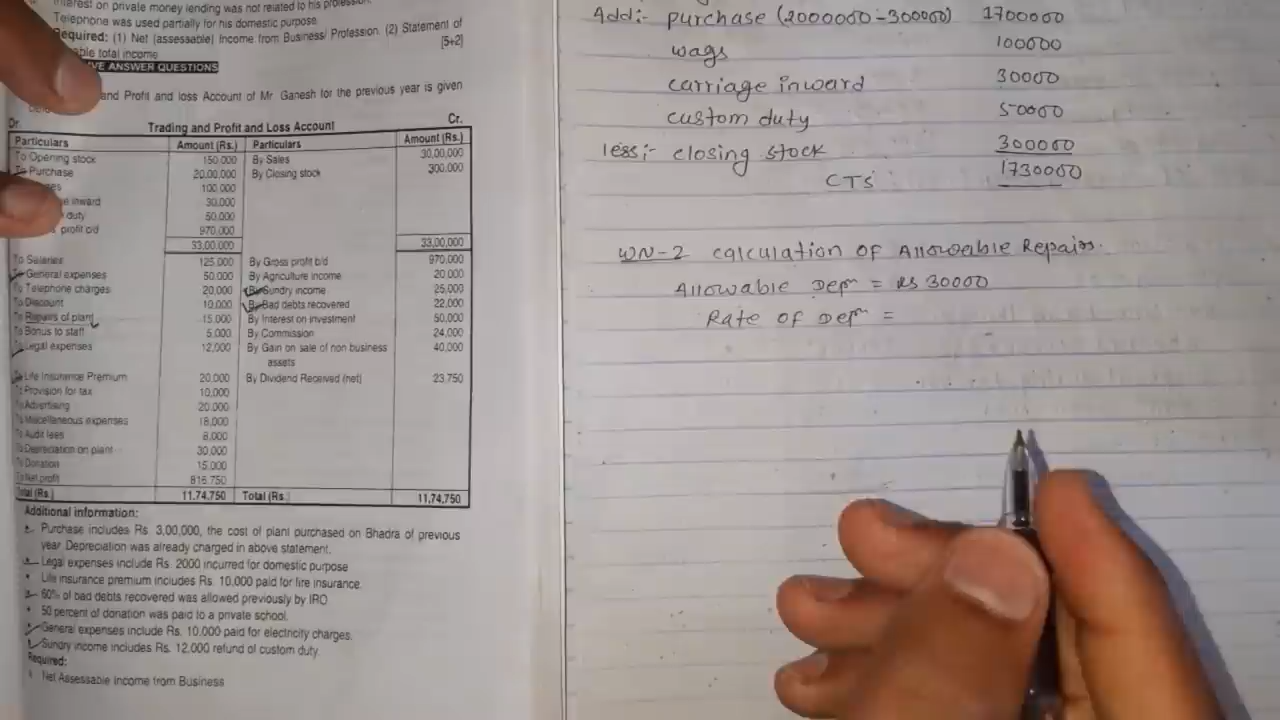 Interest on private money lending was not related to his profession.
Telephone was used partially for his domestic purpose.
Required: (1) Net [assessable] Income from Business/ Profession. (2) Statement of
able total income [5+2]
VE ANSWER QUESTIONS
and Profit and loss Account of Mr. Ganesh for the previous year is given
Dr. Trading and Profit and Loss Account Cr.
Particulars Amount (Rs.) Particulars Amount (Rs.)
To Opening stock 150,000 By Sales 30,00,000
To Purchase 20,00,000 By Closing stock 300,000
ges 100,000
e inward 30,000
duty 50,000
profit c/d 970,000
33,00,000 33,00,000
To Salaries 125,000 By Gross profit b/d 970,000
To General expenses 50,000 By Agriculture income 20,000
To Telephone charges 20,000 By Sundry income 25,000
To Discount 10,000 By Bad debts recovered 22,000
To Repairs of plant 15,000 By Interest on investment 50,000
To Bonus to staff 5,000 By Commission 24,000
To Legal expenses 12,000 By Gain on sale of non business 40,000
assets
To Life Insurance Premium 20,000 By Dividend Received (net) 23,750
To Provision for tax 10,000
To Advertising 20,000
To Miscellaneous expenses 18,000
To Audit fees 8,000
To Depreciation on plant 30,000
To Donation 15,000
To Net profit 816,750
Total (Rs.) 11,74,750 Total (Rs.) 11,74,750
Additional information:
Purchase includes Rs. 3,00,000, the cost of plant purchased on Bhadra of previous
year. Depreciation was already charged in above statement.
Legal expenses include Rs. 2000 incurred for domestic purpose
• Life insurance premium includes Rs. 10,000 paid for fire insurance.
60% of bad debts recovered was allowed previously by IRO
• 50 percent of donation was paid to a private school.
General expenses include Rs. 10,000 paid for electricity charges.
Sundry income includes Rs. 12,000 refund of custom duty.
Required:
Net Assessable Income from Business
Add:- purchase (2000000-300000) 1700000
wags 100000
carriage inward 30000
custom duty 50000
less:- closing stock 300000
CTS 1730000
WN-2 calculation of Allowable Repairs.
Allowable Depn = Rs 30000
Rate of Depn =